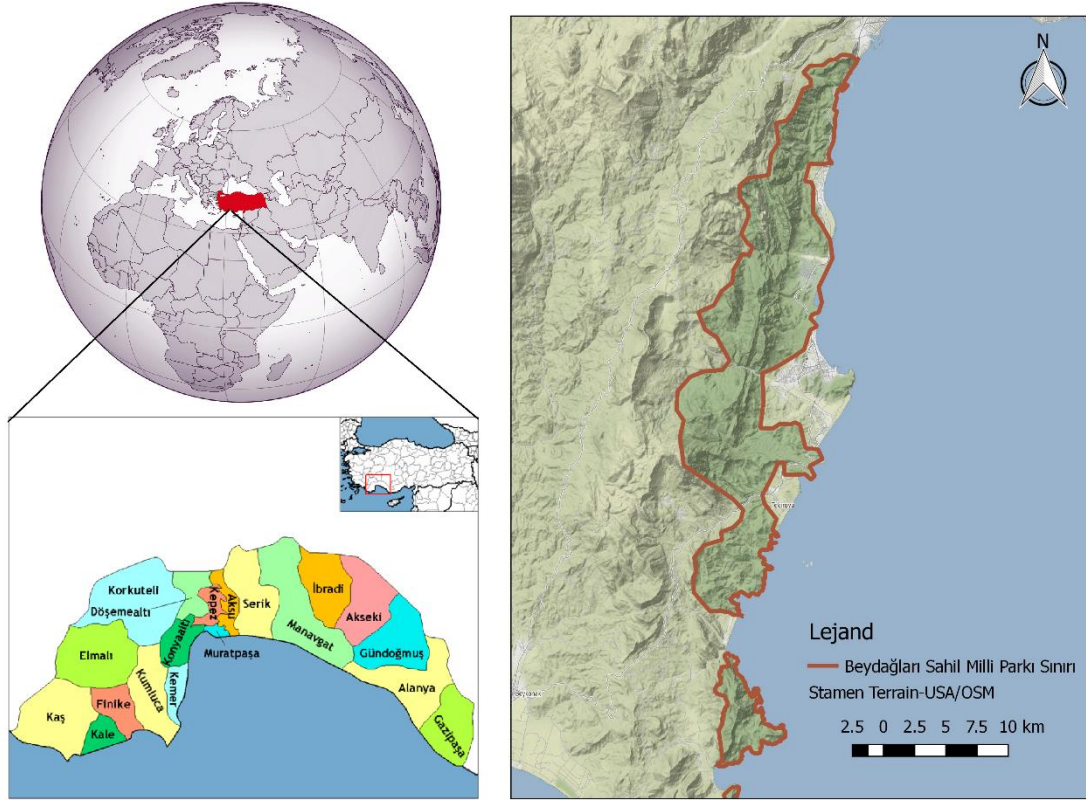 Korkuteli
Döşemealtı
Elmalı
Kaş
Finike
Kale
Kumluca
Kemer
Konyaaltı
Kepez
Aksu
Muratpaşa
Serik
Manavgat
İbradi
Akseki
Gündoğmuş
Alanya
Gazipaşa
N
Tekirova
Lejand
Beydağları Sahil Milli Parkı Sınırı
Stamen Terrain-USA/OSM
2.5 0 2.5 5 7.5 10 km